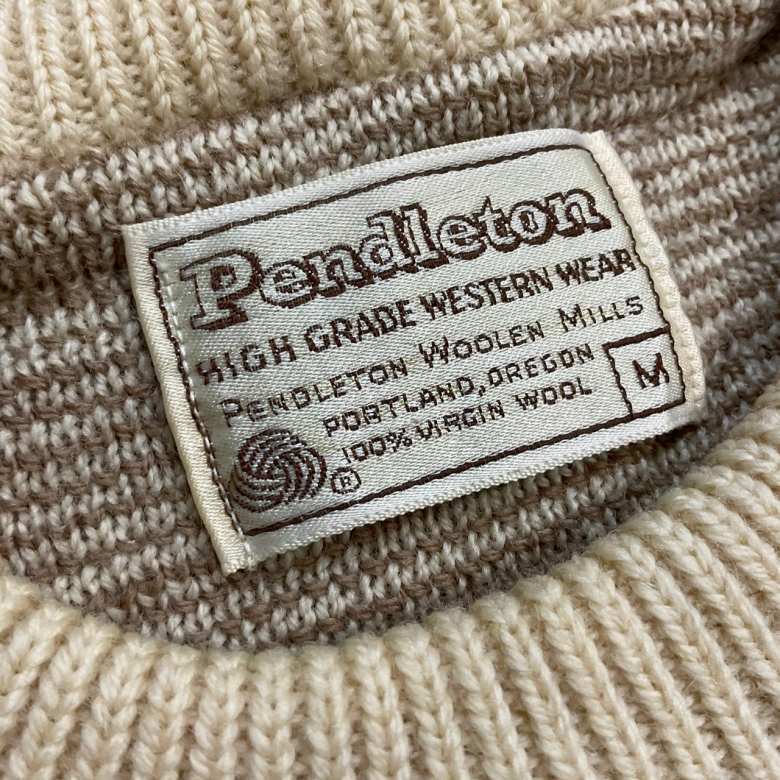 Pendleton
HIGH GRADE WESTERN WEAR
PENDLETON WOOLEN MILLS
PORTLAND, OREGON
100% VIRGIN WOOL
®
M